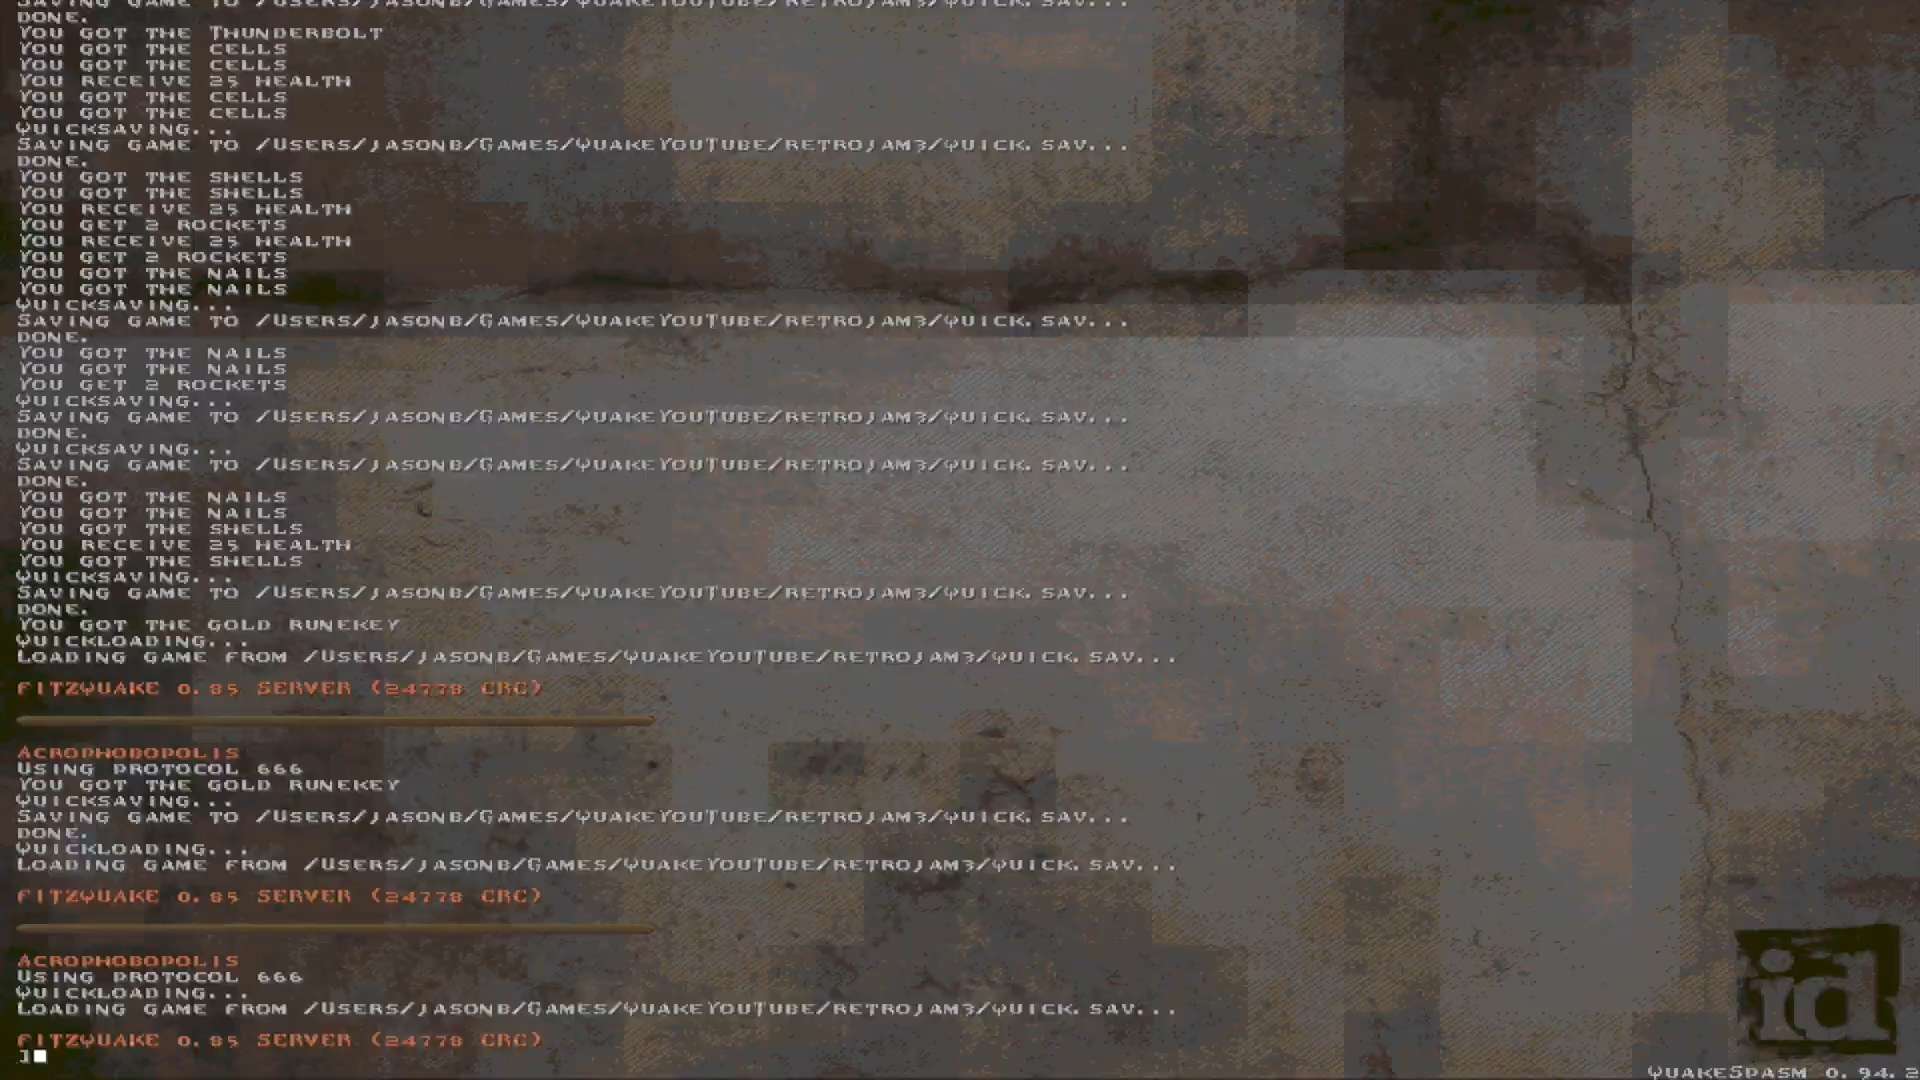 SAVING GAME TO /USERS/JASONB/GAMES/QUAKEYOUTUBE/RETROJAM3/QUICK.SAV...
DONE.
YOU GOT THE THUNDERBOLT
YOU GOT THE CELLS
YOU GOT THE CELLS
YOU RECEIVE 25 HEALTH
YOU GOT THE CELLS
YOU GOT THE CELLS
QUICKSAVING...
SAVING GAME TO /USERS/JASONB/GAMES/QUAKEYOUTUBE/RETROJAM3/QUICK.SAV...
DONE.
YOU GOT THE SHELLS
YOU GOT THE SHELLS
YOU RECEIVE 25 HEALTH
YOU GET 2 ROCKETS
YOU RECEIVE 25 HEALTH
YOU GET 2 ROCKETS
YOU GOT THE NAILS
YOU GOT THE NAILS
QUICKSAVING...
SAVING GAME TO /USERS/JASONB/GAMES/QUAKEYOUTUBE/RETROJAM3/QUICK.SAV...
DONE.
YOU GOT THE NAILS
YOU GOT THE NAILS
YOU GET 2 ROCKETS
QUICKSAVING...
SAVING GAME TO /USERS/JASONB/GAMES/QUAKEYOUTUBE/RETROJAM3/QUICK.SAV...
DONE.
QUICKSAVING...
SAVING GAME TO /USERS/JASONB/GAMES/QUAKEYOUTUBE/RETROJAM3/QUICK.SAV...
DONE.
YOU GOT THE NAILS
YOU GOT THE NAILS
YOU GOT THE SHELLS
YOU RECEIVE 25 HEALTH
YOU GOT THE SHELLS
QUICKSAVING...
SAVING GAME TO /USERS/JASONB/GAMES/QUAKEYOUTUBE/RETROJAM3/QUICK.SAV...
DONE.
YOU GOT THE GOLD RUNEKEY
QUICKLOADING...
LOADING GAME FROM /USERS/JASONB/GAMES/QUAKEYOUTUBE/RETROJAM3/QUICK.SAV...
FITZQUAKE 0.85 SERVER (24778 CRC)
ACROPHOBOPOLIS
USING PROTOCOL 666
YOU GOT THE GOLD RUNEKEY
QUICKSAVING...
SAVING GAME TO /USERS/JASONB/GAMES/QUAKEYOUTUBE/RETROJAM3/QUICK.SAV...
DONE.
QUICKLOADING...
LOADING GAME FROM /USERS/JASONB/GAMES/QUAKEYOUTUBE/RETROJAM3/QUICK.SAV...
FITZQUAKE 0.85 SERVER (24778 CRC)
ACROPHOBOPOLIS
USING PROTOCOL 666
QUICKLOADING...
LOADING GAME FROM /USERS/JASONB/GAMES/QUAKEYOUTUBE/RETROJAM3/QUICK.SAV...
FITZQUAKE 0.85 SERVER (24778 CRC)
]
id
QUAKESPASM 0.94.2